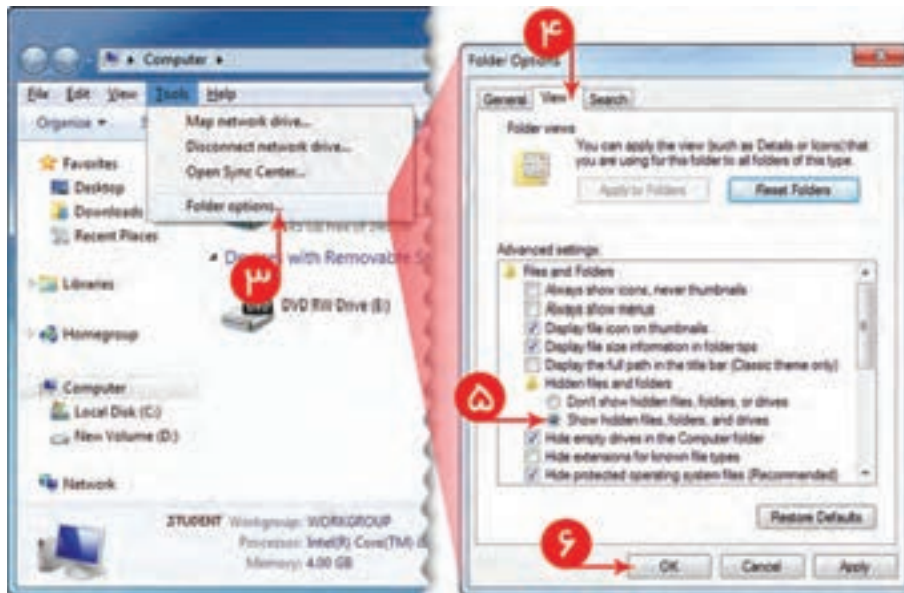 Computer
File Edit View Tools Help
Organize
Map network drive...
Disconnect network drive...
Open Sync Center...
Folder options...
۳
Favorites
Desktop
Downloads
Recent Places
Libraries
Homegroup
Computer
Local Disk (C:)
New Volume (D:)
Network
with Removable
DVD RW Drive (E:)
STUDENT Workgroup: WORKGROUP
Processor: Intel(R) Core(TM)
Memory: 4.00 GB
۴
Folder Options
General View Search
Folder views
You can apply the view (such as Details or Icons) that
you are using for this folder to all folders of this type.
Apply to Folders Reset Folders
Advanced settings:
Files and Folders
Always show icons, never thumbnails
Always show menus
Display file icon on thumbnails
Display file size information in folder tips
Display the full path in the title bar (Classic theme only)
Hidden files and folders
Don't show hidden files, folders, or drives
۵
Show hidden files, folders, and drives
Hide empty drives in the Computer folder
Hide extensions for known file types
Hide protected operating system files (Recommended)
Restore Defaults
۶
OK Cancel Apply